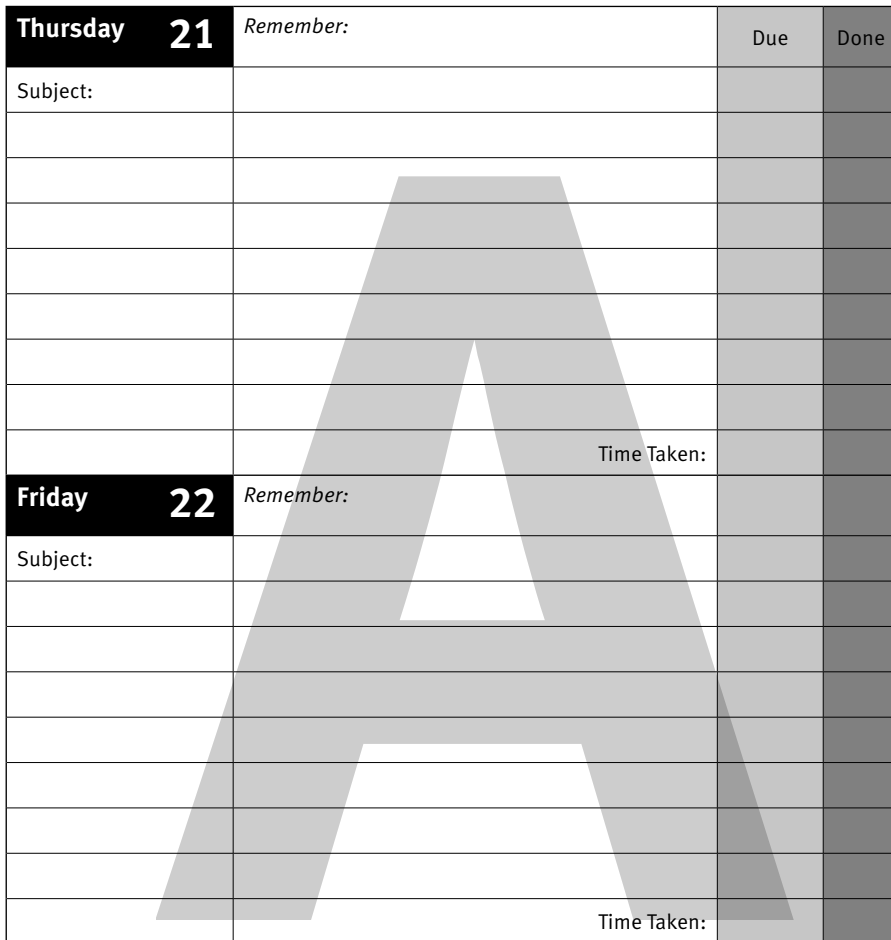 Thursday 21 Remember: Due Done
Subject:
Time Taken:
Friday 22 Remember:
Subject:
Time Taken:
A